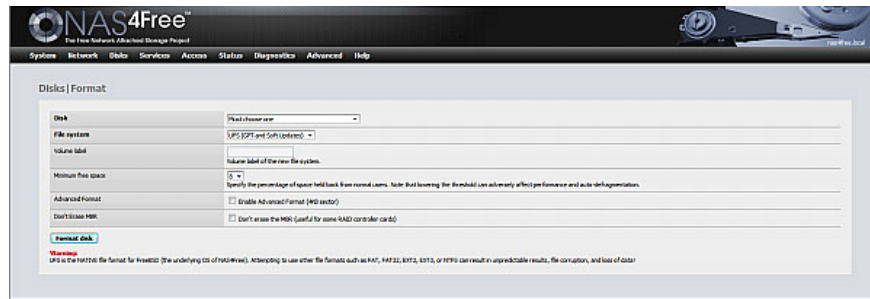 NAS4Free™
The Free Network Attached Storage Project
nas4free.local
System Network Disks Services Access Status Diagnostics Advanced Help
Disks|Format
Disk
Must choose one
File system
UFS (GPT and Soft Updates)
Volume label
Volume label of the new file system.
Minimum free space
8
Specify the percentage of space held back from normal users. Note that lowering the threshold can adversely affect performance and auto-defragmentation.
Advanced Format
Enable Advanced Format (4KB sector)
Don't Erase MBR
Don't erase the MBR (useful for some RAID controller cards)
Format disk
Warning:
UFS is the NATIVE file format for FreeBSD (the underlying OS of NAS4Free). Attempting to use other file formats such as FAT, FAT32, EXT2, EXT3, or NTFS can result in unpredictable results, file corruption, and loss of data!